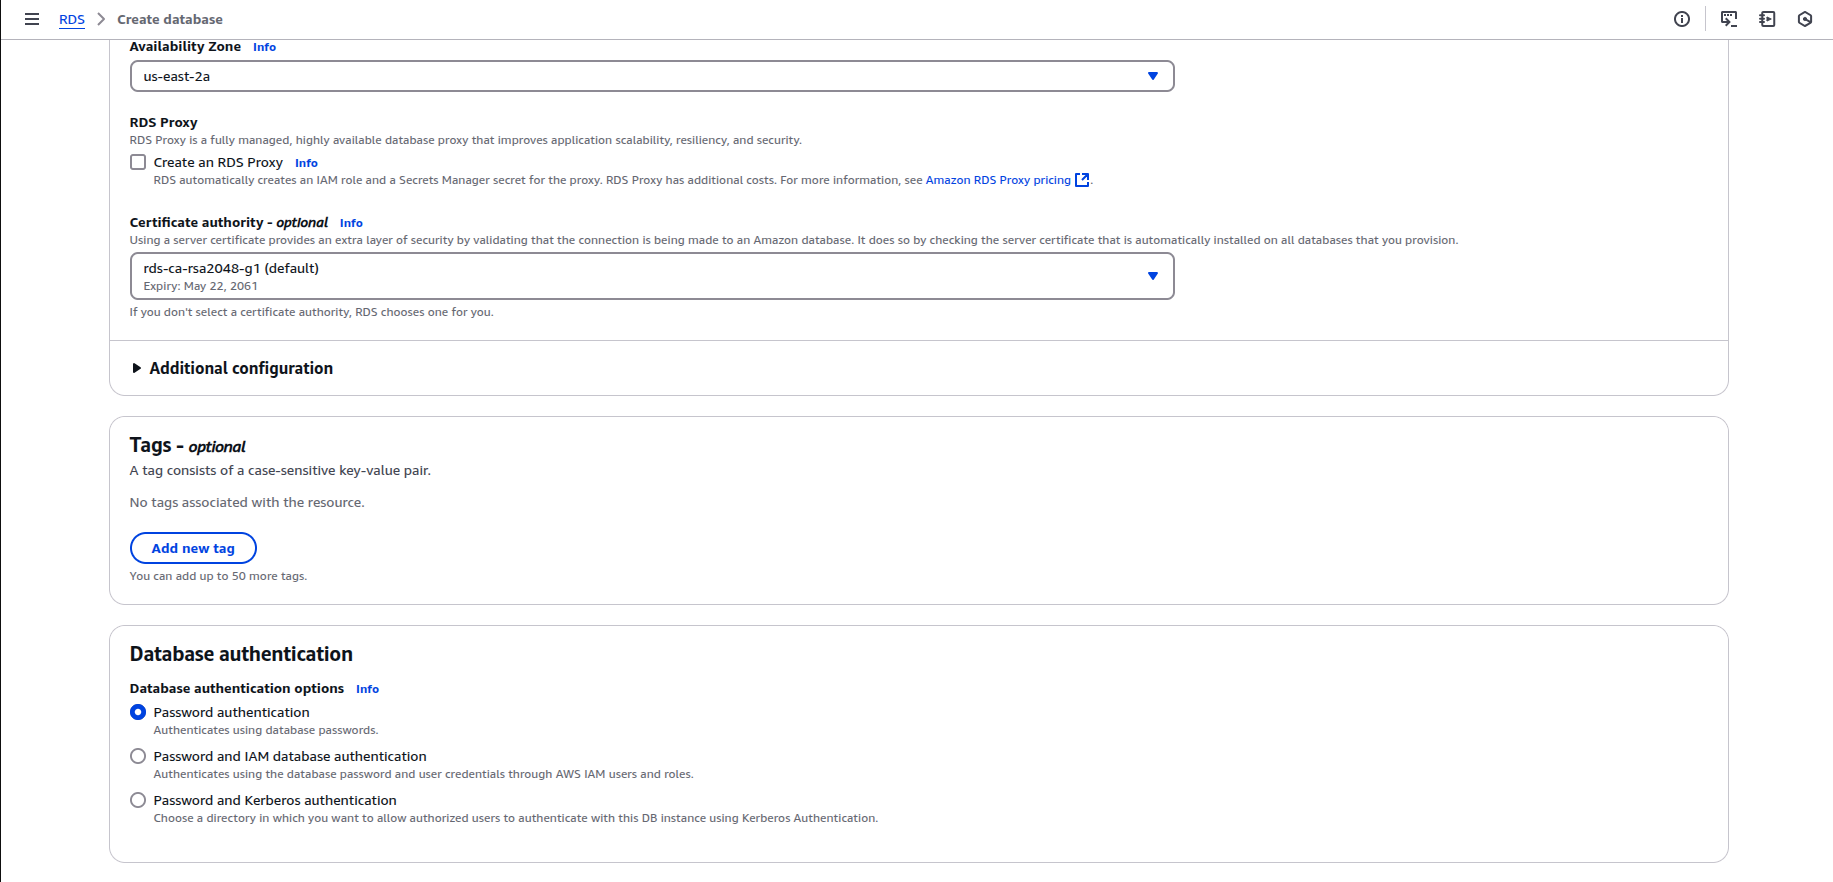 RDS > Create database
Availability Zone Info
us-east-2a
RDS Proxy
RDS Proxy is a fully managed, highly available database proxy that improves application scalability, resiliency, and security.
Create an RDS Proxy Info
RDS automatically creates an IAM role and a Secrets Manager secret for the proxy. RDS Proxy has additional costs. For more information, see Amazon RDS Proxy pricing.
Certificate authority – optional Info
Using a server certificate provides an extra layer of security by validating that the connection is being made to an Amazon database. It does so by checking the server certificate that is automatically installed on all databases that you provision.
rds-ca-rsa2048-g1 (default)
Expiry: May 22, 2061
If you don't select a certificate authority, RDS chooses one for you.
Additional configuration
Tags – optional
A tag consists of a case-sensitive key-value pair.
No tags associated with the resource.
Add new tag
You can add up to 50 more tags.
Database authentication
Database authentication options Info
Password authentication
Authenticates using database passwords.
Password and IAM database authentication
Authenticates using the database password and user credentials through AWS IAM users and roles.
Password and Kerberos authentication
Choose a directory in which you want to allow authorized users to authenticate with this DB instance using Kerberos Authentication.